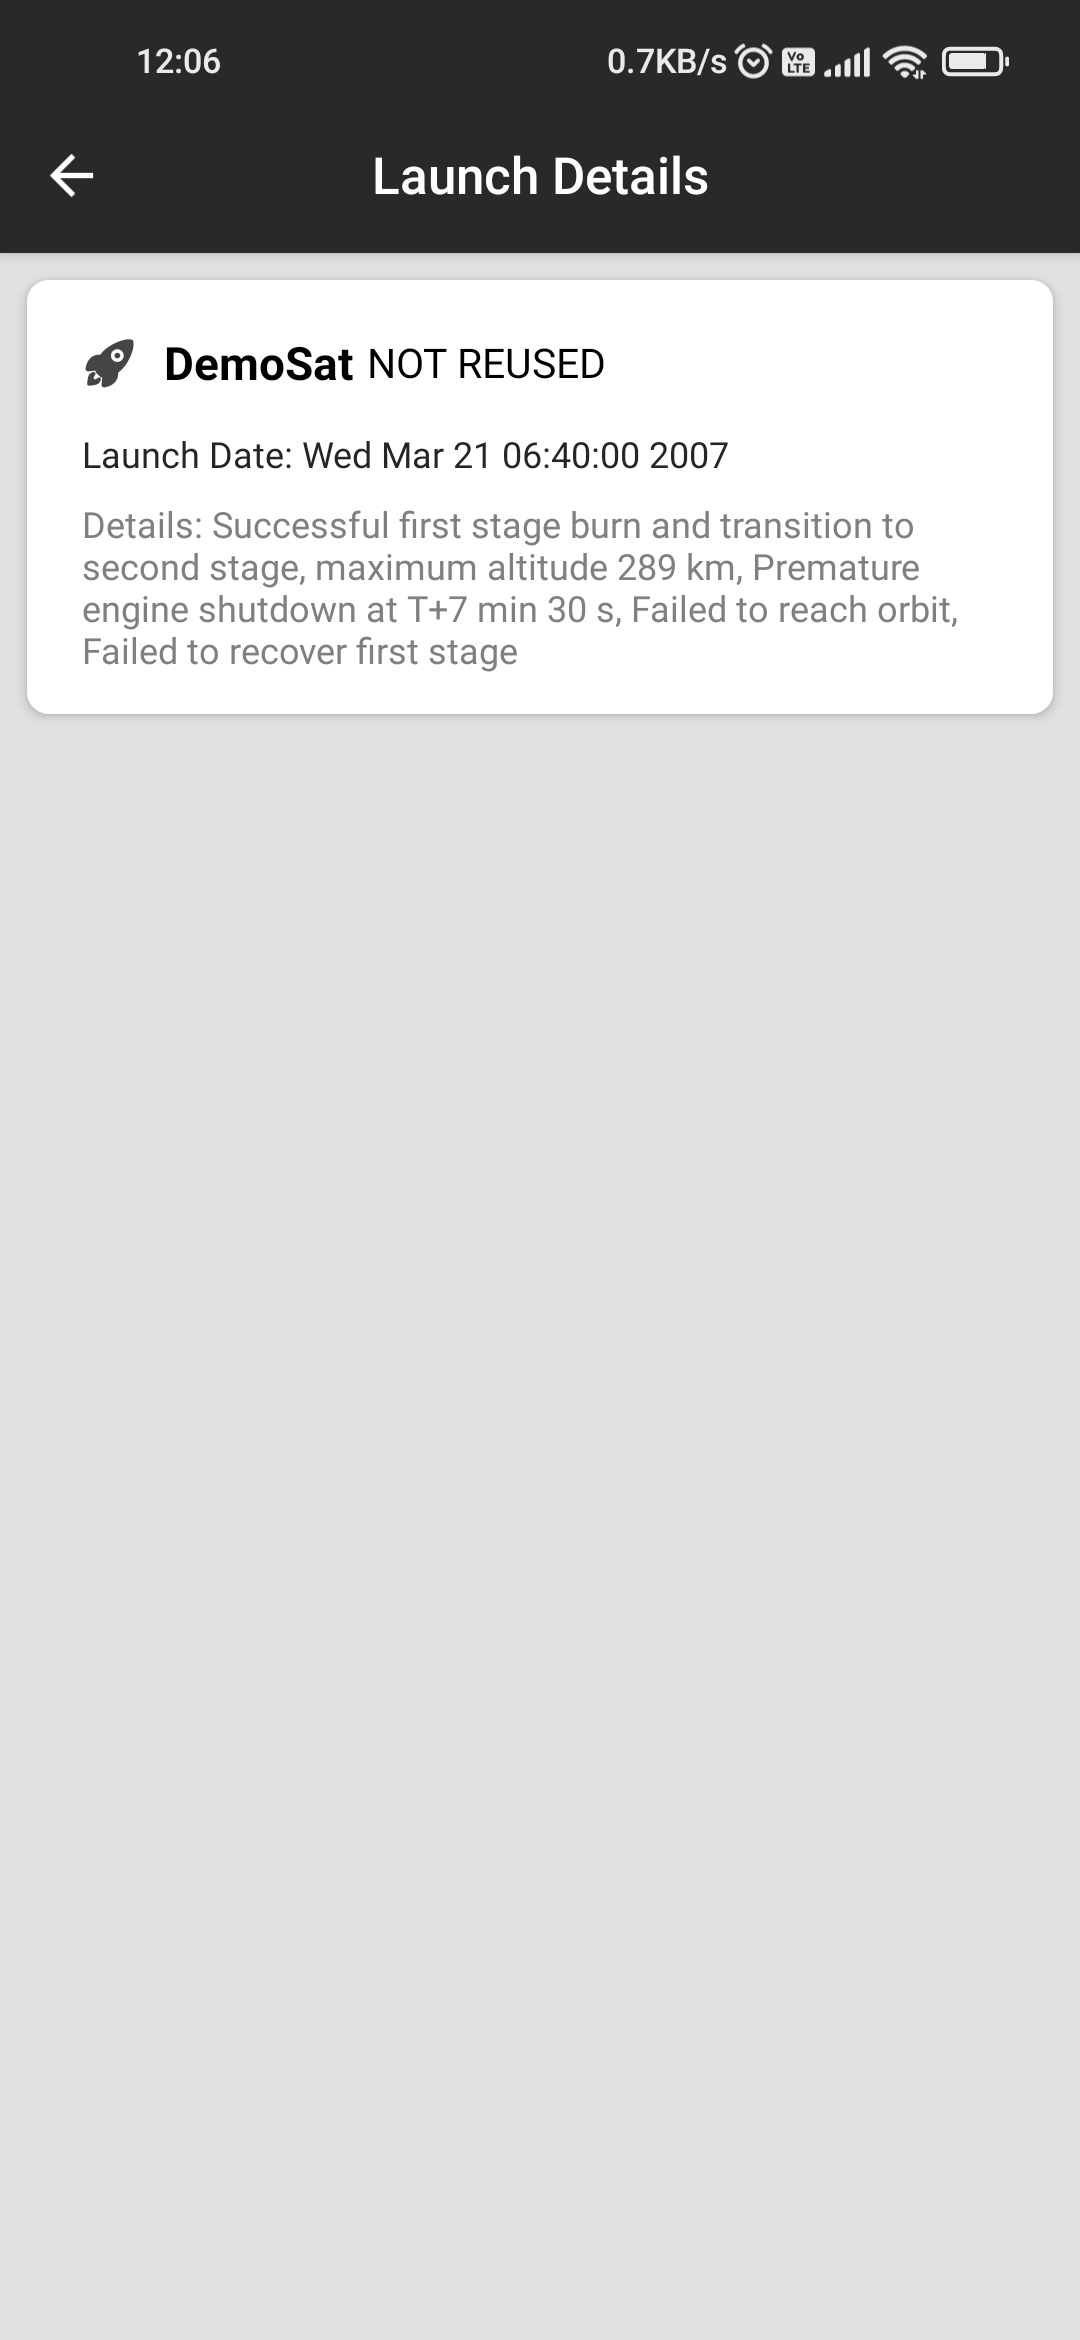 12:06 0.7KB/s Vo LTE
Launch Details
DemoSat NOT REUSED
Launch Date: Wed Mar 21 06:40:00 2007
Details: Successful first stage burn and transition to
second stage, maximum altitude 289 km, Premature
engine shutdown at T+7 min 30 s, Failed to reach orbit,
Failed to recover first stage